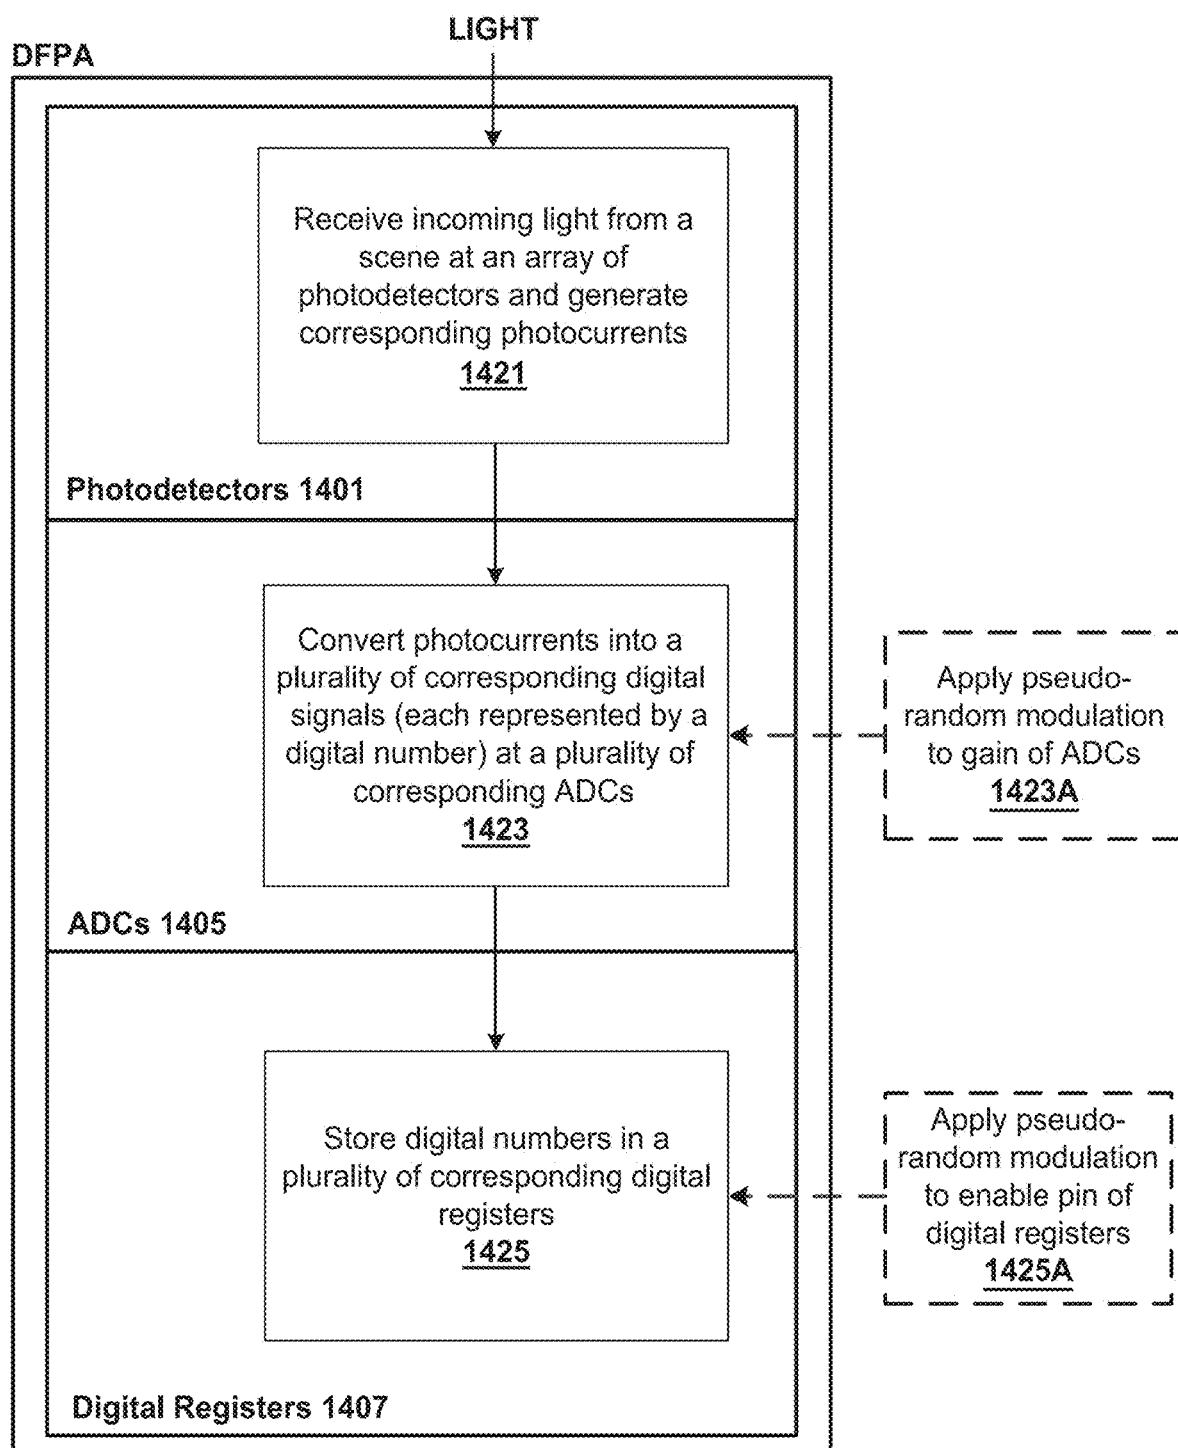 LIGHT
DFPA
Receive incoming light from a
scene at an array of
photodetectors and generate
corresponding photocurrents
1421
Photodetectors 1401
Convert photocurrents into a
plurality of corresponding digital
signals (each represented by a
digital number) at a plurality of
corresponding ADCs
1423
Apply pseudo-
random modulation
to gain of ADCs
1423A
ADCs 1405
Store digital numbers in a
plurality of corresponding digital
registers
1425
Apply pseudo-
random modulation
to enable pin of
digital registers
1425A
Digital Registers 1407